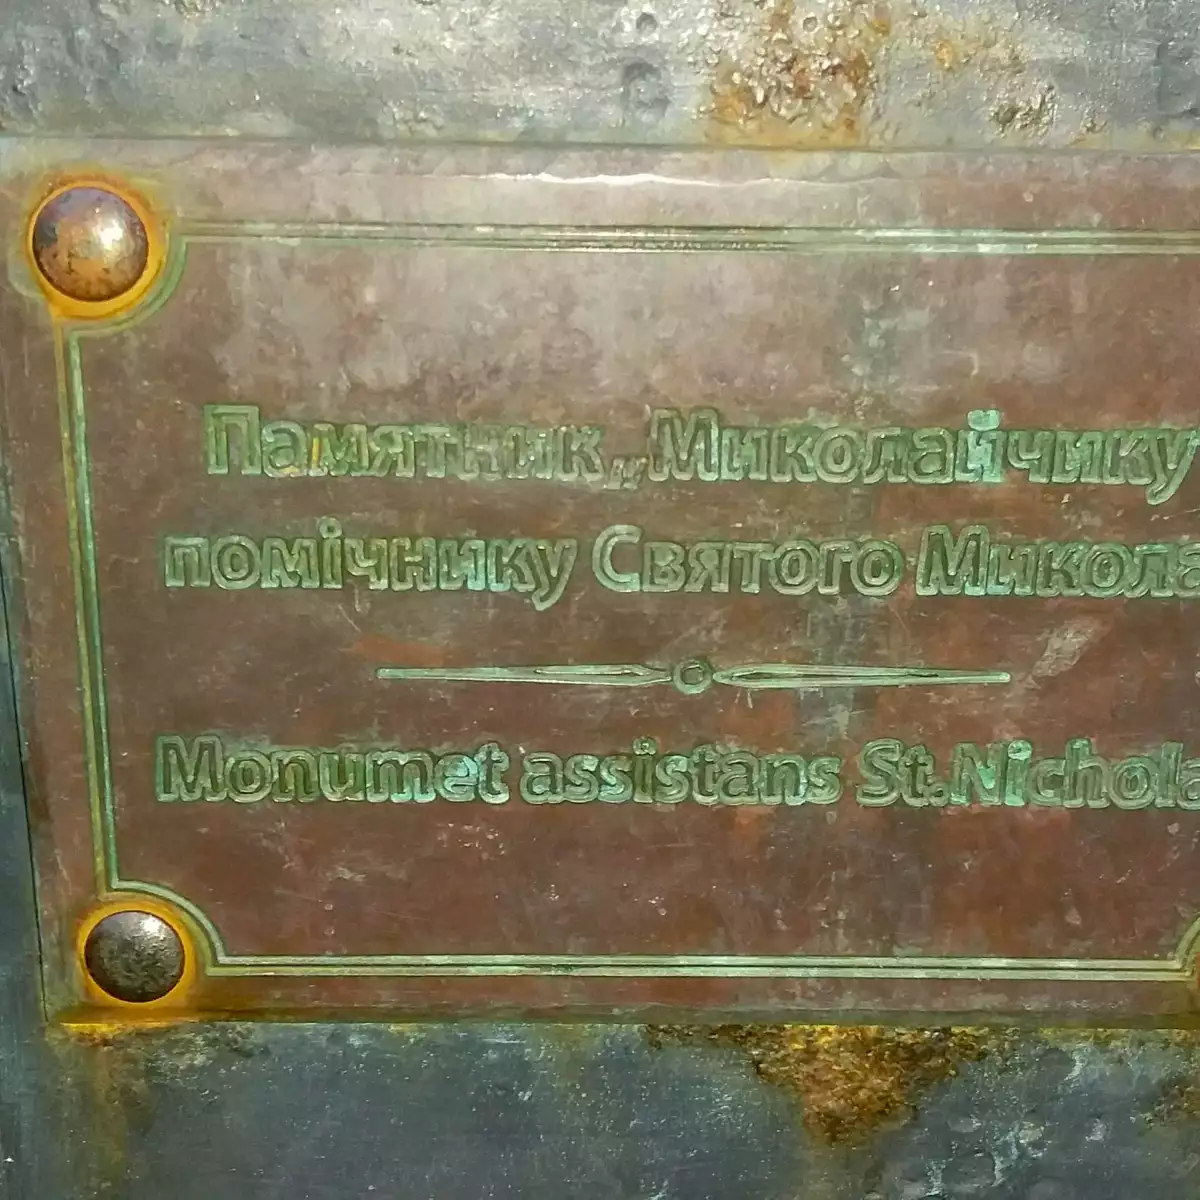 Памятник „Миколайчику
помічнику Святого Микола
Monumet assistans St.Nichola